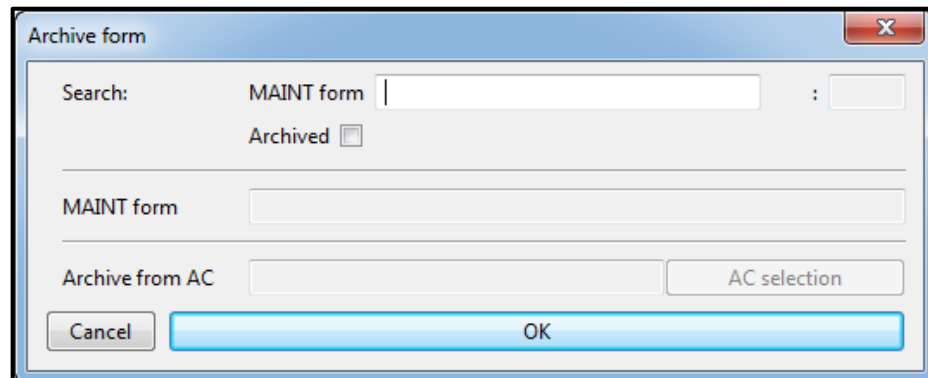 Archive form
Search: MAINT form :
Archived
MAINT form
Archive from AC AC selection
Cancel OK